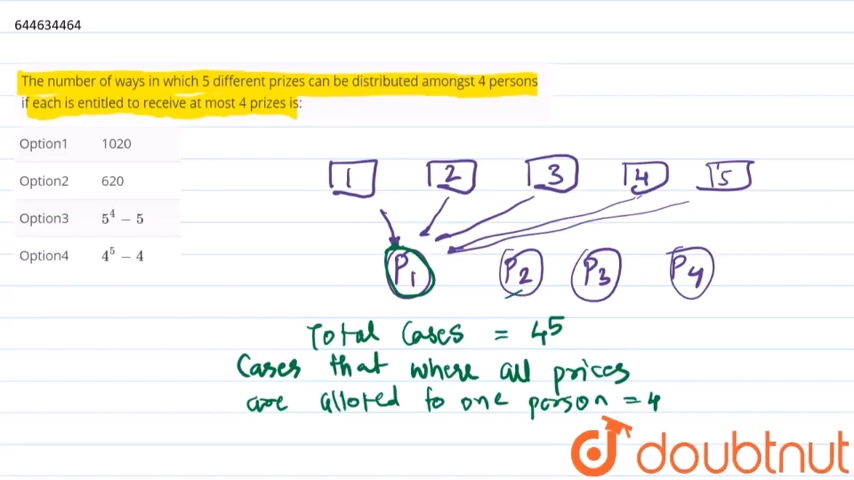 644634464
The number of ways in which 5 different prizes can be distributed amongst 4 persons
if each is entitled to receive at most 4 prizes is:
Option1 1020
Option2 620
Option3 5⁴ − 5
Option4 4⁵ − 4
1 2 3 4 5
P₁ P₂ P₃ P₄
Total Cases = 4⁵
Cases that where all prices
are alloted to one person = 4
doubtnut